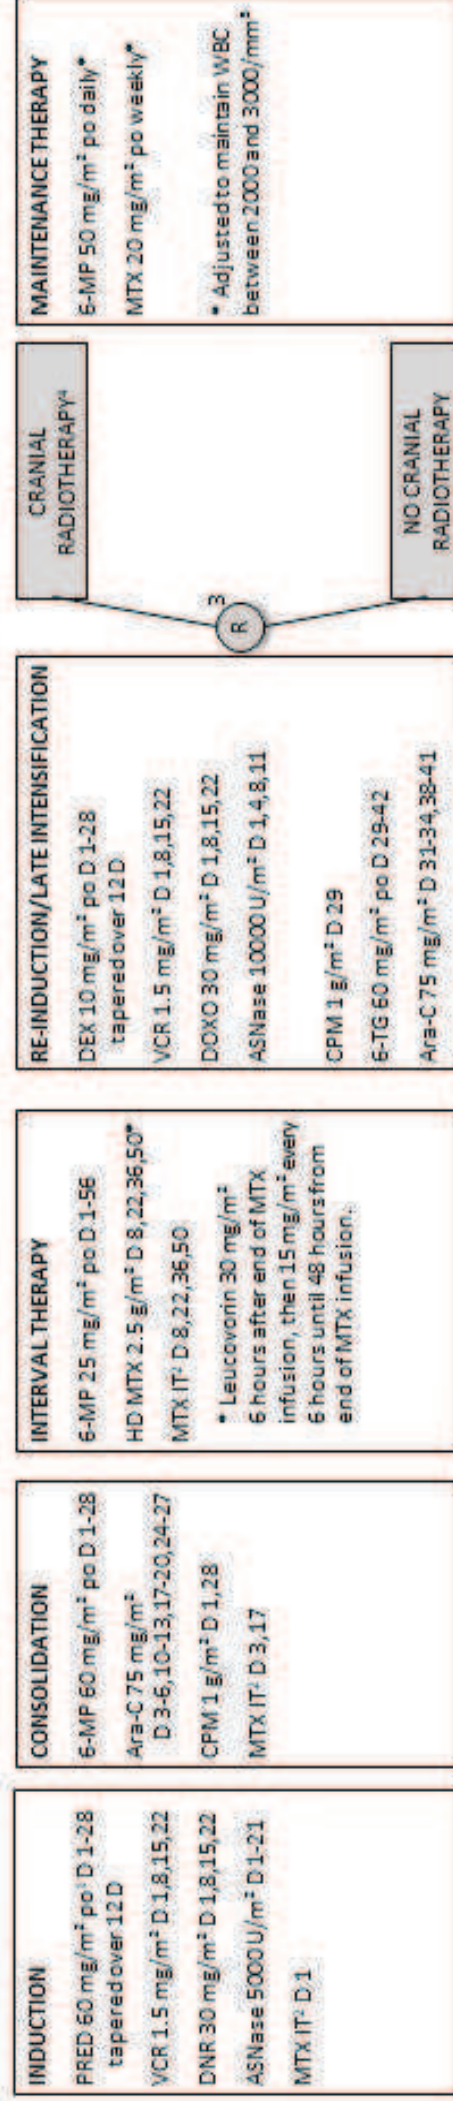 INDUCTION
PRED 60 mg/m² po¹ D 1-28
tapered over 12 D
VCR 1.5 mg/m² D 1,8,15,22
DNR 30 mg/m² D 1,8,15,22
ASNase 5000 U/m² D 1-21
MTX IT² D 1
CONSOLIDATION
6-MP 60 mg/m² po D 1-28
Ara-C 75 mg/m²
D 3-6,10-13,17-20,24-27
CPM 1 g/m² D 1,28
MTX IT² D 3,17
INTERVAL THERAPY
6-MP 25 mg/m² po D 1-56
HD MTX 2.5 g/m² D 8,22,36,50*
MTX IT² D 8,22,36,50
* Leucovorin 30 mg/m²
6 hours after end of MTX
infusion, then 15 mg/m² every
6 hours until 48 hours from
end of MTX infusion.
RE-INDUCTION/LATE INTENSIFICATION
DEX 10 mg/m² po D 1-28
tapered over 12 D
VCR 1.5 mg/m² D 1,8,15,22
DOXO 30 mg/m² D 1,8,15,22
ASNase 10000 U/m² D 1,4,8,11
CPM 1 g/m² D 29
6-TG 60 mg/m² po D 29-42
Ara-C 75 mg/m² D 31-34,38-41
R
3
CRANIAL
RADIOTHERAPY⁴
NO CRANIAL
RADIOTHERAPY
MAINTENANCE THERAPY
6-MP 50 mg/m² po daily*
MTX 20 mg/m² po weekly*
* Adjusted to maintain WBC
between 2000 and 3000/mm³